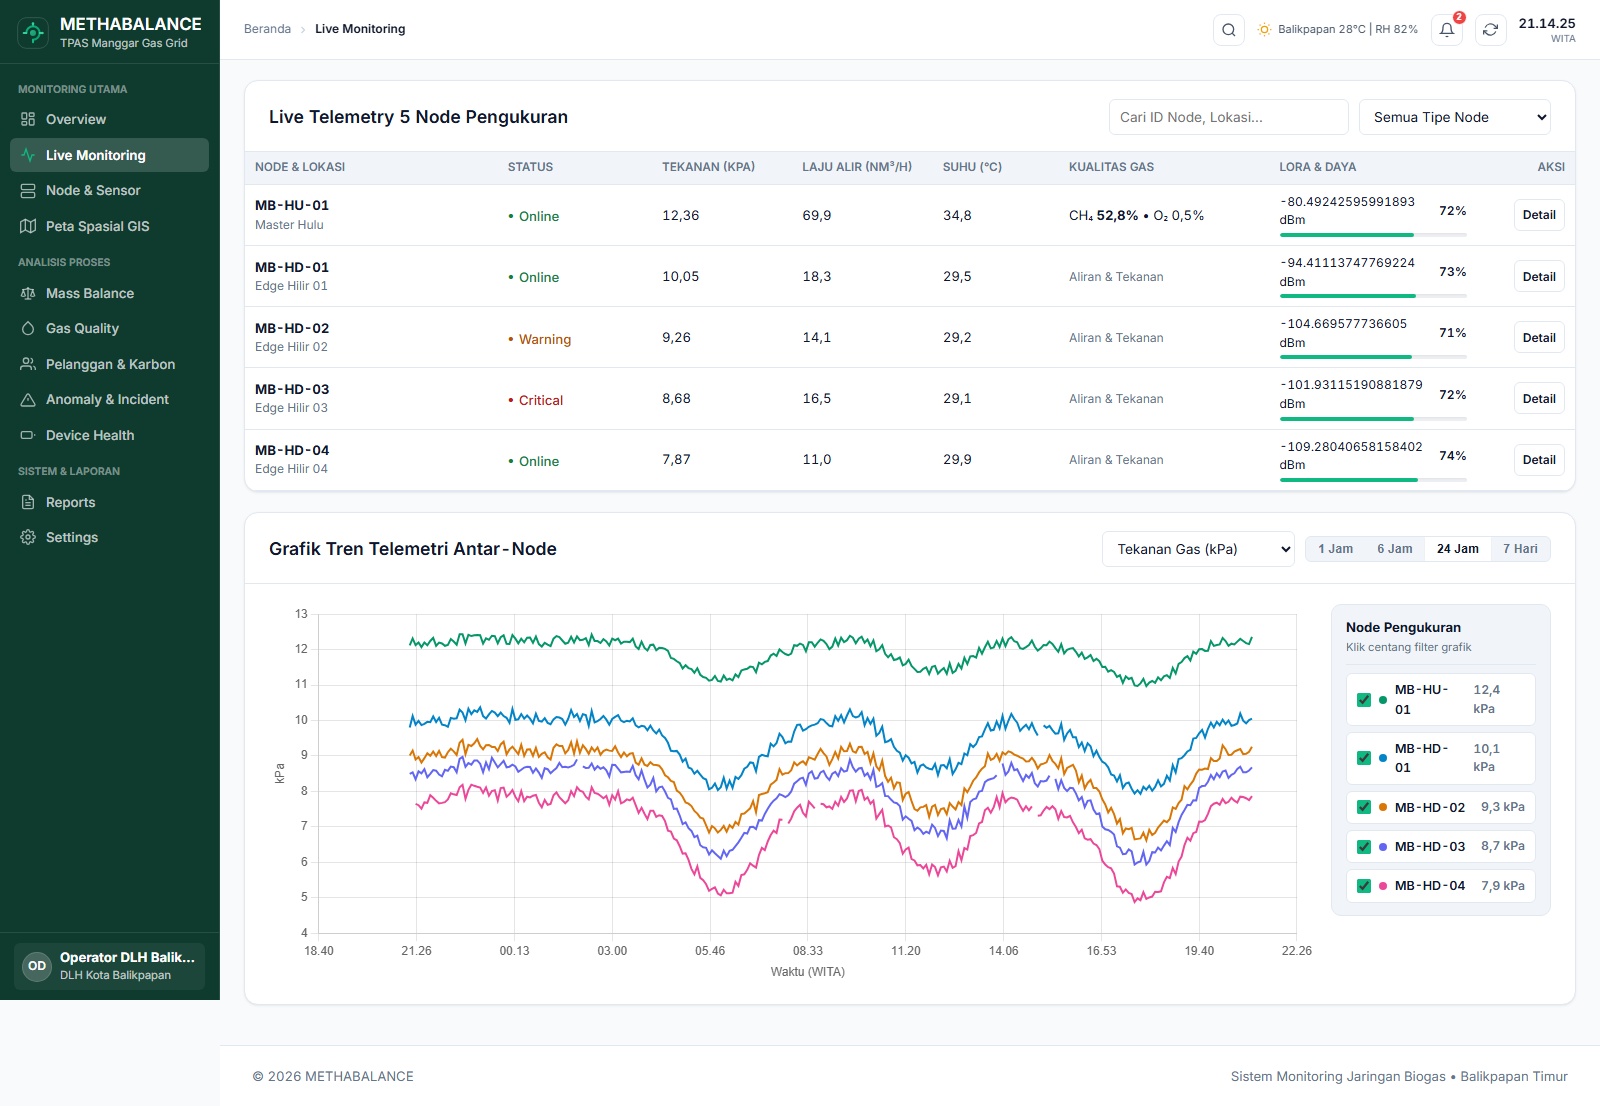 METHABALANCE
TPAS Manggar Gas Grid
MONITORING UTAMA
Overview
Live Monitoring
Node & Sensor
Peta Spasial GIS
ANALISIS PROSES
Mass Balance
Gas Quality
Pelanggan & Karbon
Anomaly & Incident
Device Health
SISTEM & LAPORAN
Reports
Settings
OD
Operator DLH Balik...
DLH Kota Balikpapan
Beranda > Live Monitoring
Balikpapan 28°C | RH 82%
2
21.14.25
WITA
Live Telemetry 5 Node Pengukuran
Cari ID Node, Lokasi...
Semua Tipe Node
NODE & LOKASI STATUS TEKANAN (KPA) LAJU ALIR (NM³/H) SUHU (°C) KUALITAS GAS LORA & DAYA AKSI
MB-HU-01
Master Hulu
• Online
12,36
69,9
34,8
CH₄ 52,8% • O₂ 0,5%
-80.49242595991893
dBm
72%
Detail
MB-HD-01
Edge Hilir 01
• Online
10,05
18,3
29,5
Aliran & Tekanan
-94.41113747769224
dBm
73%
Detail
MB-HD-02
Edge Hilir 02
• Warning
9,26
14,1
29,2
Aliran & Tekanan
-104.669577736605
dBm
71%
Detail
MB-HD-03
Edge Hilir 03
• Critical
8,68
16,5
29,1
Aliran & Tekanan
-101.93115190881879
dBm
72%
Detail
MB-HD-04
Edge Hilir 04
• Online
7,87
11,0
29,9
Aliran & Tekanan
-109.28040658158402
dBm
74%
Detail
Grafik Tren Telemetri Antar-Node
Tekanan Gas (kPa)
1 Jam 6 Jam 24 Jam 7 Hari
13
12
11
10
9
8
7
6
5
4
kPa
18.40 21.26 00.13 03.00 05.46 08.33 11.20 14.06 16.53 19.40 22.26
Waktu (WITA)
Node Pengukuran
Klik centang filter grafik
MB-HU-
01
12,4
kPa
MB-HD-
01
10,1
kPa
MB-HD-02 9,3 kPa
MB-HD-03 8,7 kPa
MB-HD-04 7,9 kPa
© 2026 METHABALANCE
Sistem Monitoring Jaringan Biogas • Balikpapan Timur